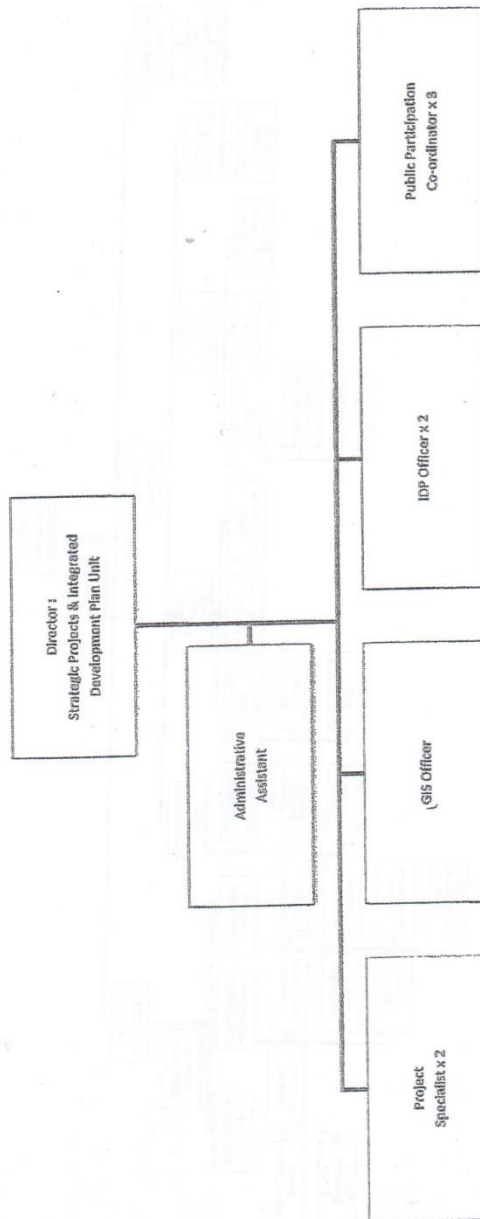 Director :
Strategic Projects & Integrated
Development Plan Unit
Administrative
Assistant
Project
Specialist x 2
GIS Officer
IDP Officer x 2
Public Participation
Co-ordinator x 3